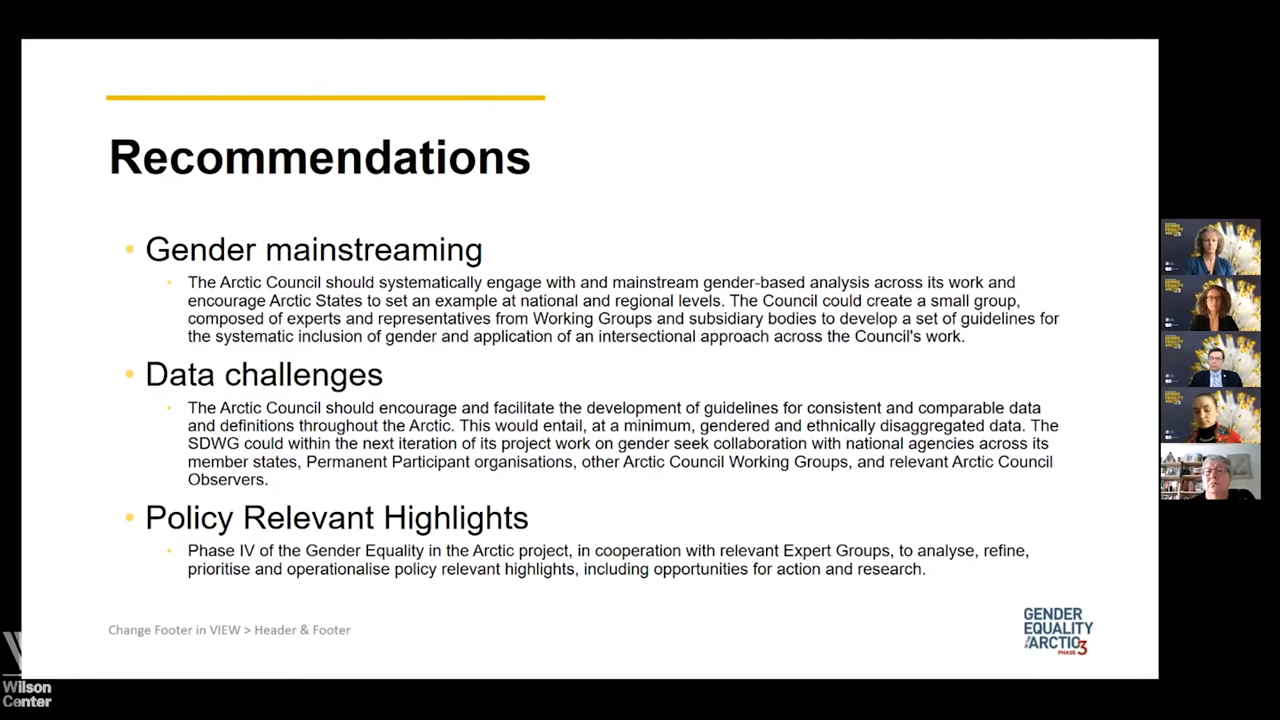 Recommendations
• Gender mainstreaming
• The Arctic Council should systematically engage with and mainstream gender-based analysis across its work and
encourage Arctic States to set an example at national and regional levels. The Council could create a small group,
composed of experts and representatives from Working Groups and subsidiary bodies to develop a set of guidelines for
the systematic inclusion of gender and application of an intersectional approach across the Council's work.
• Data challenges
• The Arctic Council should encourage and facilitate the development of guidelines for consistent and comparable data
and definitions throughout the Arctic. This would entail, at a minimum, gendered and ethnically disaggregated data. The
SDWG could within the next iteration of its project work on gender seek collaboration with national agencies across its
member states, Permanent Participant organisations, other Arctic Council Working Groups, and relevant Arctic Council
Observers.
• Policy Relevant Highlights
• Phase IV of the Gender Equality in the Arctic project, in cooperation with relevant Expert Groups, to analyse, refine,
prioritise and operationalise policy relevant highlights, including opportunities for action and research.
Change Footer in VIEW > Header & Footer
GENDER
EQUALITY
ARCTIC
PHASE 3
Wilson
Center